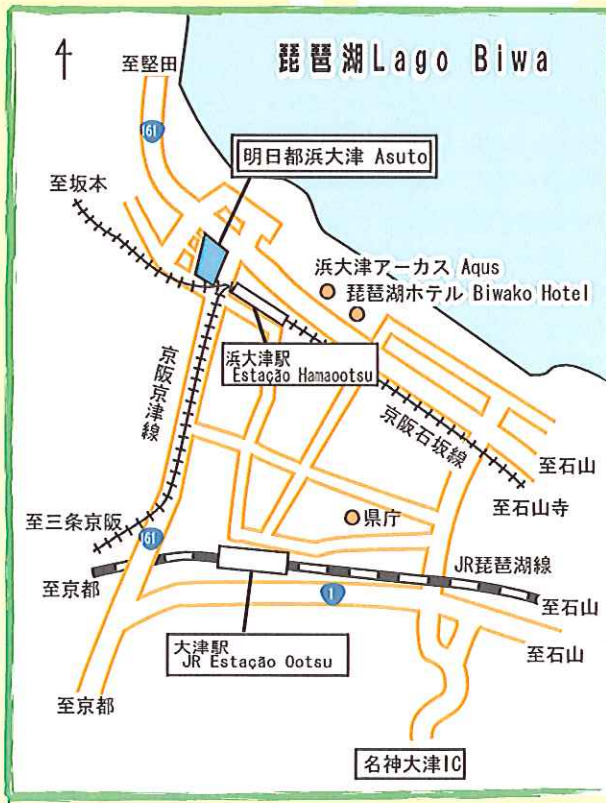 琵琶湖Lago Biwa
至堅田
161
明日都浜大津 Asuto
至坂本
浜大津アーカス Aqus
琵琶湖ホテル Biwako Hotel
浜大津駅
Estação Hamaootsu
京阪京津線
京阪石坂線
至石山
至石山寺
県庁
至三条京阪
161
JR琵琶湖線
至京都
1
至石山
大津駅
JR Estação Ootsu
至石山
至京都
名神大津IC